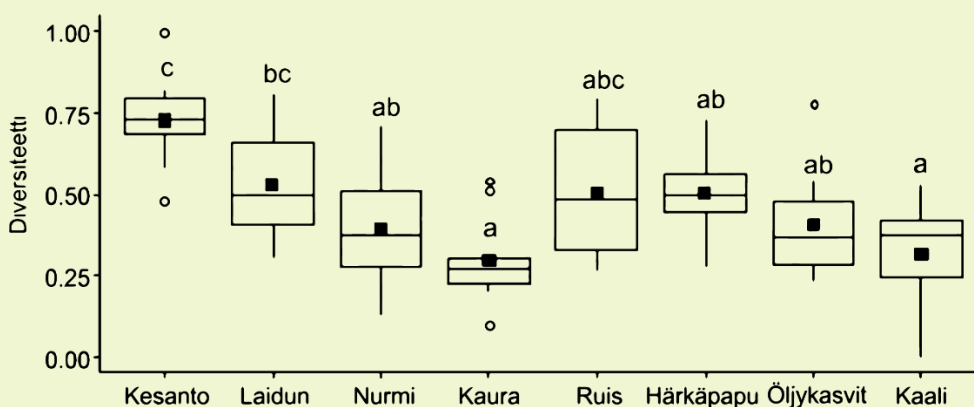 1.00
c
bc
ab
a
abc
ab
ab
a
0.75
0.50
0.25
0.00
Diversiteetti
Kesanto Laidun Nurmi Kaura Ruis Härkäpapu Öljykasvit Kaali